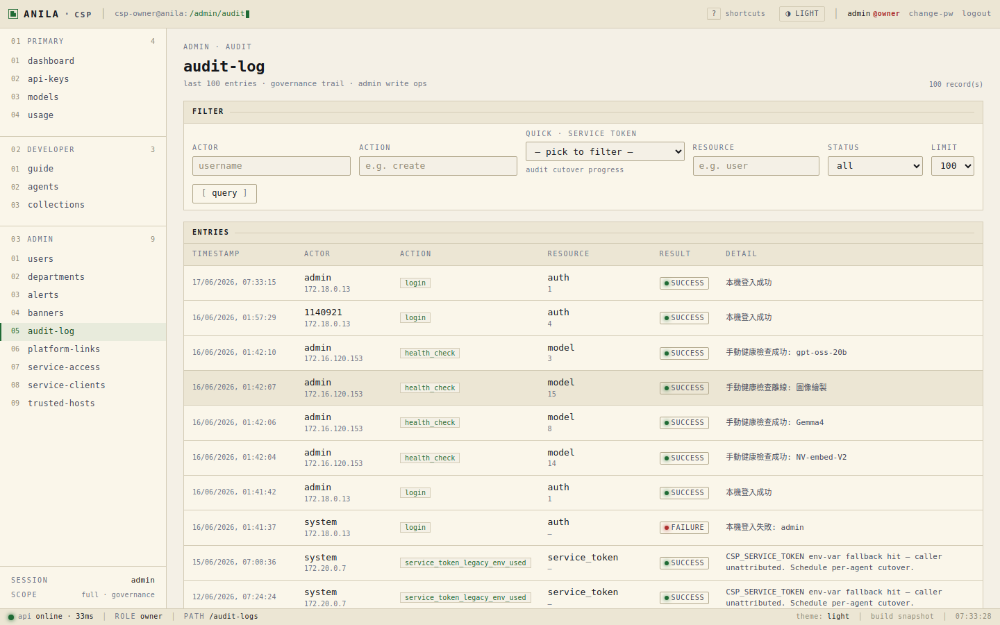 ANILA · CSP
csp-owner@anila:/admin/audit
? shortcuts
◑ LIGHT
admin @owner change-pw logout
01 PRIMARY 4
01 dashboard
02 api-keys
03 models
04 usage
02 DEVELOPER 3
01 guide
02 agents
03 collections
03 ADMIN 9
01 users
02 departments
03 alerts
04 banners
05 audit-log
06 platform-links
07 service-access
08 service-clients
09 trusted-hosts
SESSION admin
SCOPE full · governance
ADMIN · AUDIT
audit-log
last 100 entries · governance trail · admin write ops
100 record(s)
FILTER
ACTOR
username
ACTION
e.g. create
QUICK · SERVICE TOKEN
— pick to filter —
audit cutover progress
RESOURCE
e.g. user
STATUS
all
LIMIT
100
[ query ]
ENTRIES
TIMESTAMP ACTOR ACTION RESOURCE RESULT DETAIL
17/06/2026, 07:33:15 admin login auth SUCCESS 本機登入成功
172.18.0.13 1
16/06/2026, 01:57:29 1140921 login auth SUCCESS 本機登入成功
172.18.0.13 4
16/06/2026, 01:42:10 admin health_check model SUCCESS 手動健康檢查成功: gpt-oss-20b
172.16.120.153 3
16/06/2026, 01:42:07 admin health_check model SUCCESS 手動健康檢查離線: 圖像繪製
172.16.120.153 15
16/06/2026, 01:42:06 admin health_check model SUCCESS 手動健康檢查成功: Gemma4
172.16.120.153 8
16/06/2026, 01:42:04 admin health_check model SUCCESS 手動健康檢查成功: NV-embed-V2
172.16.120.153 14
16/06/2026, 01:41:42 admin login auth SUCCESS 本機登入成功
172.18.0.13 1
16/06/2026, 01:41:37 system login auth FAILURE 本機登入失敗: admin
172.18.0.13 —
15/06/2026, 07:00:36 system service_token_legacy_env_used service_token SUCCESS CSP_SERVICE_TOKEN env-var fallback hit — caller
172.20.0.7 — unattributed. Schedule per-agent cutover.
12/06/2026, 07:24:24 system service_token_legacy_env_used service_token SUCCESS CSP_SERVICE_TOKEN env-var fallback hit — caller
172.20.0.7 — unattributed. Schedule per-agent cutover.
api online · 33ms ROLE owner PATH /audit-logs
theme: light build snapshot 07:33:28